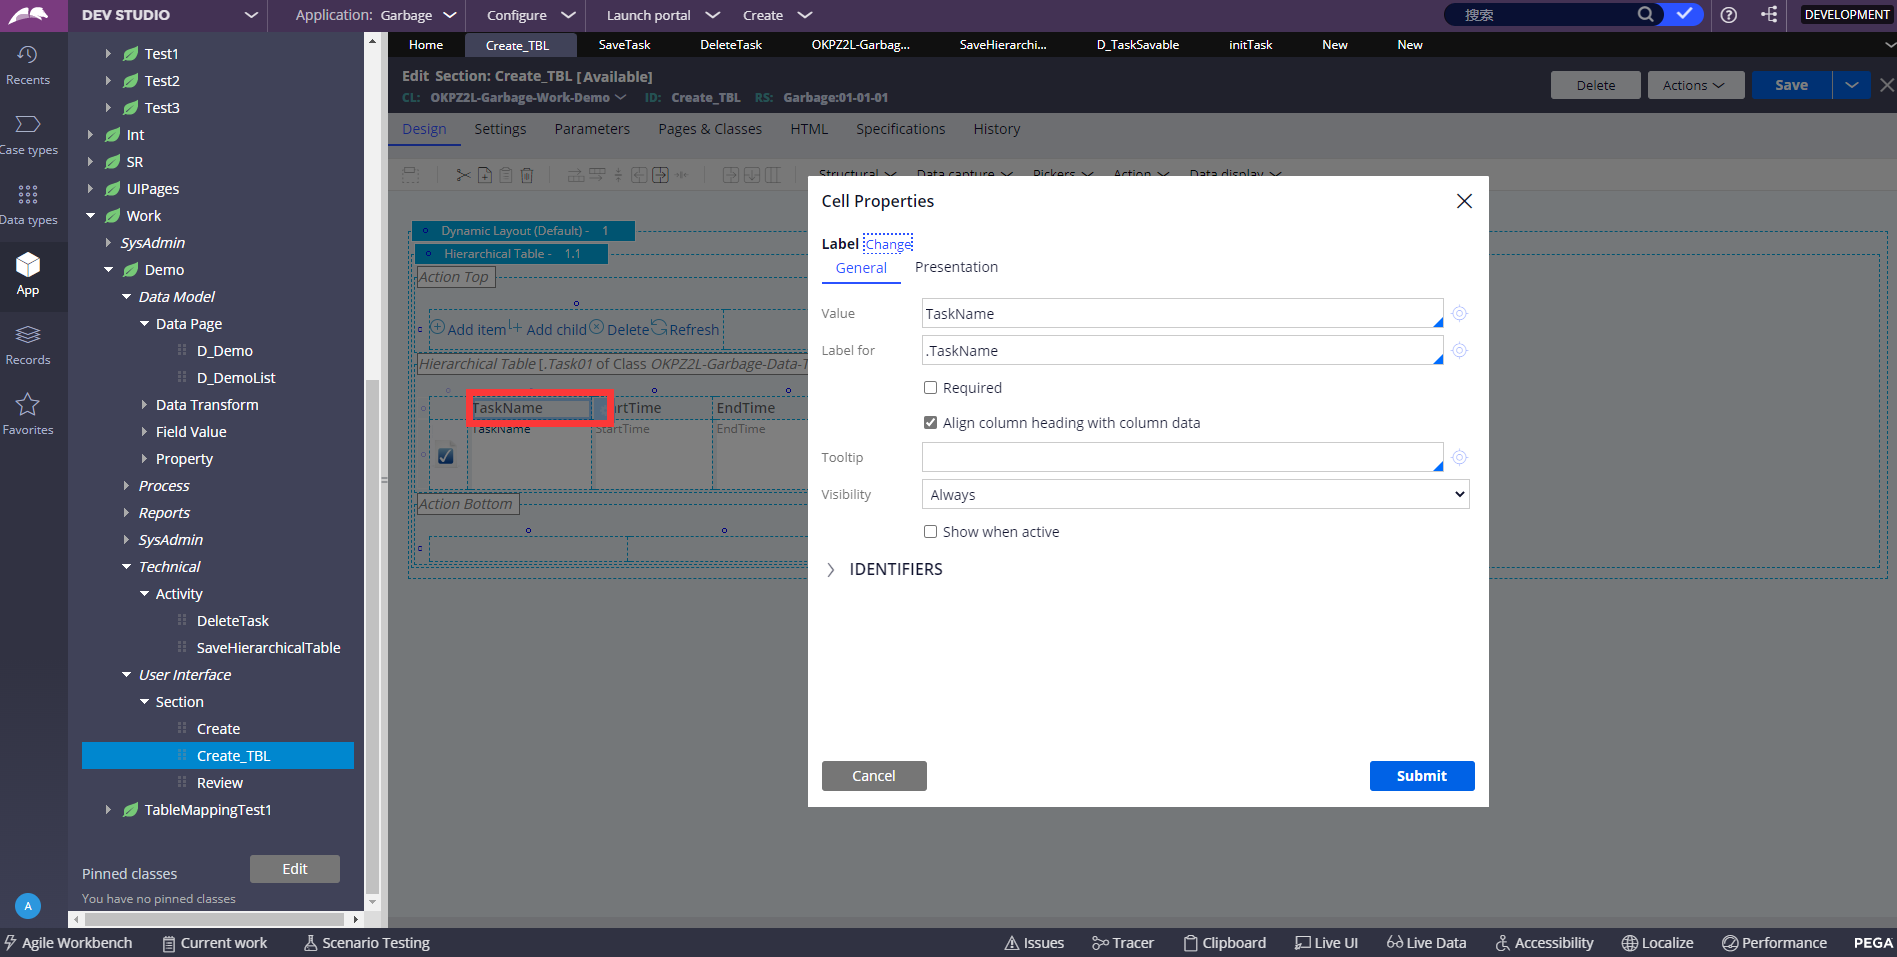 DEV STUDIO
Application: Garbage
Configure
Launch portal
Create
搜索
DEVELOPMENT
Recents
Case types
Data types
App
Records
Favorites
A
Test1
Test2
Test3
Int
SR
UIPages
Work
SysAdmin
Demo
Data Model
Data Page
D_Demo
D_DemoList
Data Transform
Field Value
Property
Process
Reports
SysAdmin
Technical
Activity
DeleteTask
SaveHierarchicalTable
User Interface
Section
Create
Create_TBL
Review
TableMappingTest1
Pinned classes
Edit
You have no pinned classes
Home
Create_TBL
SaveTask
DeleteTask
OKPZ2L-Garbag...
SaveHierarchi...
D_TaskSavable
initTask
New
New
Edit Section: Create_TBL [Available]
CL: OKPZ2L-Garbage-Work-Demo ID: Create_TBL RS: Garbage:01-01-01
Delete
Actions
Save
Design
Settings
Parameters
Pages & Classes
HTML
Specifications
History
Structural
Data capture
Pickers
Action
Data display
Dynamic Layout (Default) - 1
Hierarchical Table - 1.1
Action Top
Add item
Add child
Delete
Refresh
Hierarchical Table [.Task01 of Class OKPZ2L-Garbage-Data-T
TaskName
artTime
EndTime
TaskName
StartTime
EndTime
Action Bottom
Cell Properties
Label Change
General
Presentation
Value
TaskName
Label for
.TaskName
Required
Align column heading with column data
Tooltip
Visibility
Always
Show when active
IDENTIFIERS
Cancel
Submit
Agile Workbench
Current work
Scenario Testing
Issues
Tracer
Clipboard
Live UI
Live Data
Accessibility
Localize
Performance
PEGA